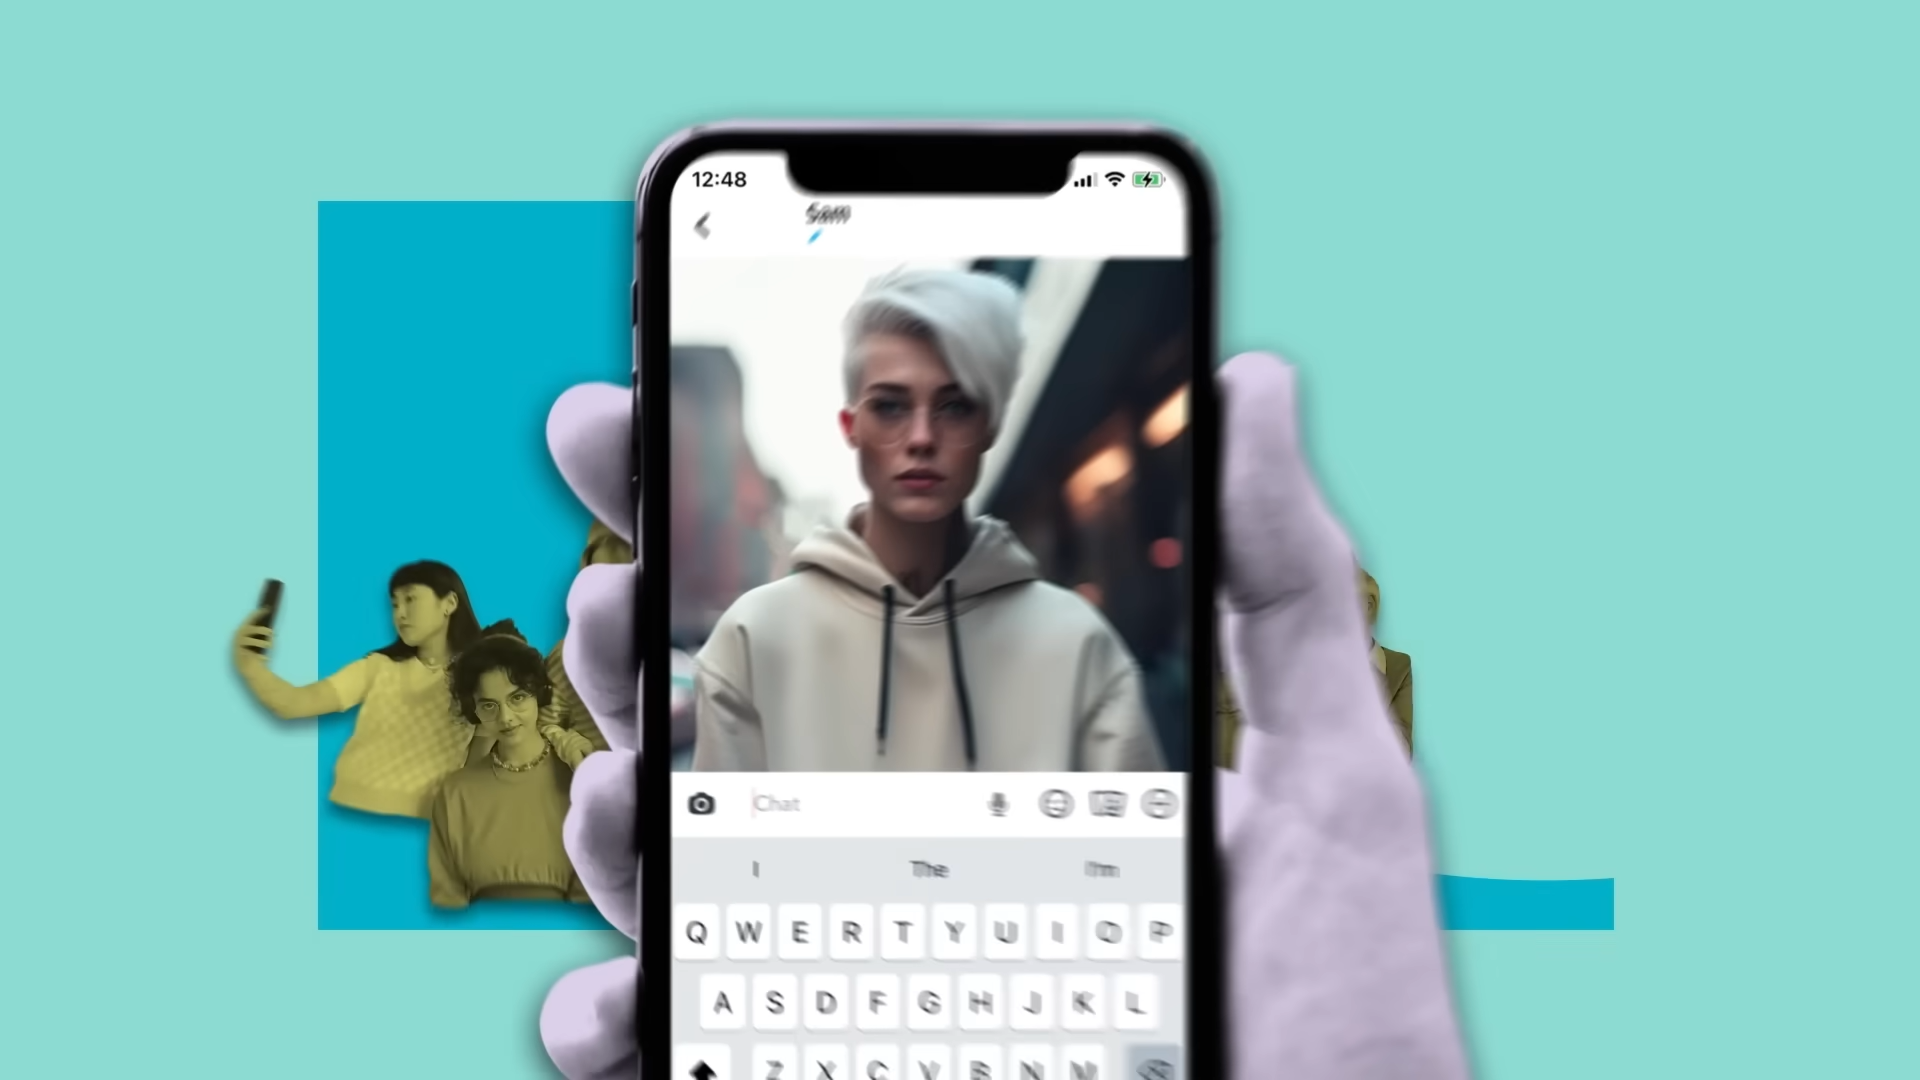 12:48
Sam
Chat
I The I'm
Q W E R T Y U I O P
A S D F G H J K L
Z X C V B N M